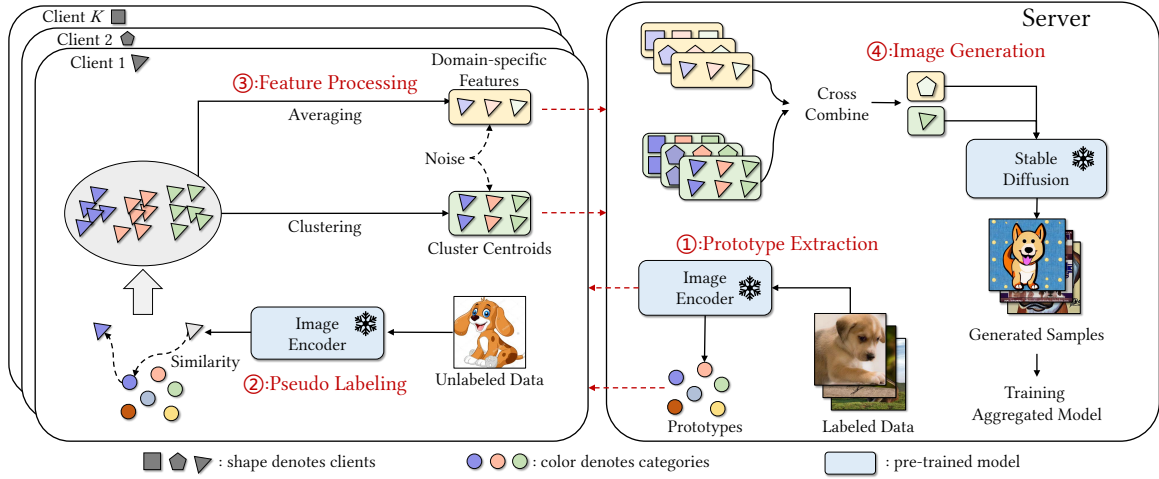 Client K
Client 2
Client 1
③:Feature Processing
Domain-specific
Features
Averaging
Noise
Clustering
Cluster Centroids
Image
Encoder
Similarity
②:Pseudo Labeling
Unlabeled Data
Server
④:Image Generation
Cross
Combine
Stable
Diffusion
①:Prototype Extraction
Image
Encoder
Generated Samples
Training
Aggregated Model
Prototypes
Labeled Data
: shape denotes clients
: color denotes categories
: pre-trained model